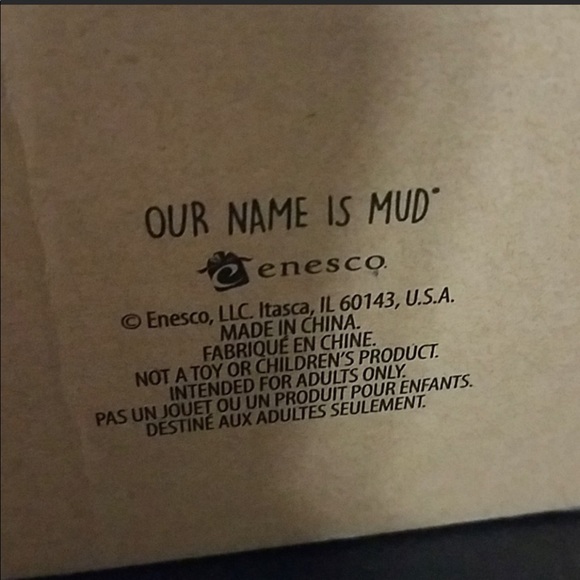 OUR NAME IS MUD®
enesco.
© Enesco, LLC. Itasca, IL 60143, U.S.A.
MADE IN CHINA.
FABRIQUÉ EN CHINE.
NOT A TOY OR CHILDREN'S PRODUCT.
INTENDED FOR ADULTS ONLY.
PAS UN JOUET OU UN PRODUIT POUR ENFANTS.
DESTINÉ AUX ADULTES SEULEMENT.